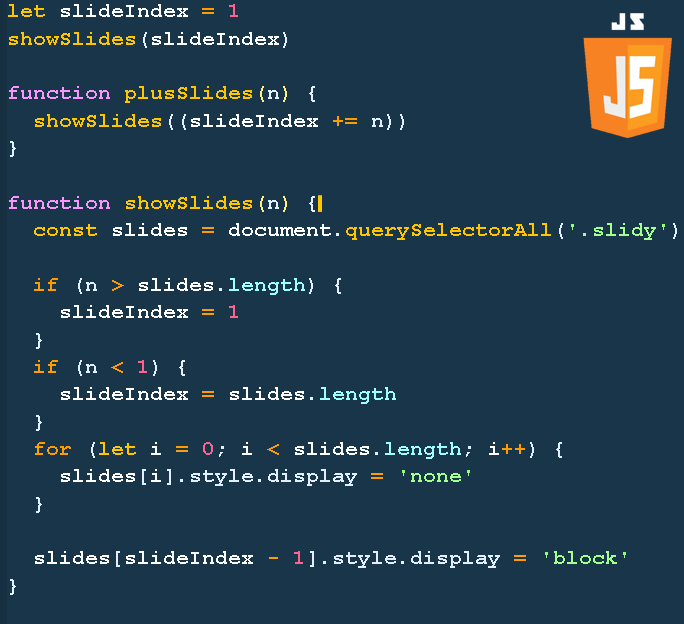 let slideIndex = 1
JS
showSlides(slideIndex)
JS
function plusSlides(n) {
  showSlides((slideIndex += n))
}
function showSlides(n) {
  const slides = document.querySelectorAll('.slidy')
  if (n > slides.length) {
    slideIndex = 1
  }
  if (n < 1) {
    slideIndex = slides.length
  }
  for (let i = 0; i < slides.length; i++) {
    slides[i].style.display = 'none'
  }
  slides[slideIndex - 1].style.display = 'block'
}